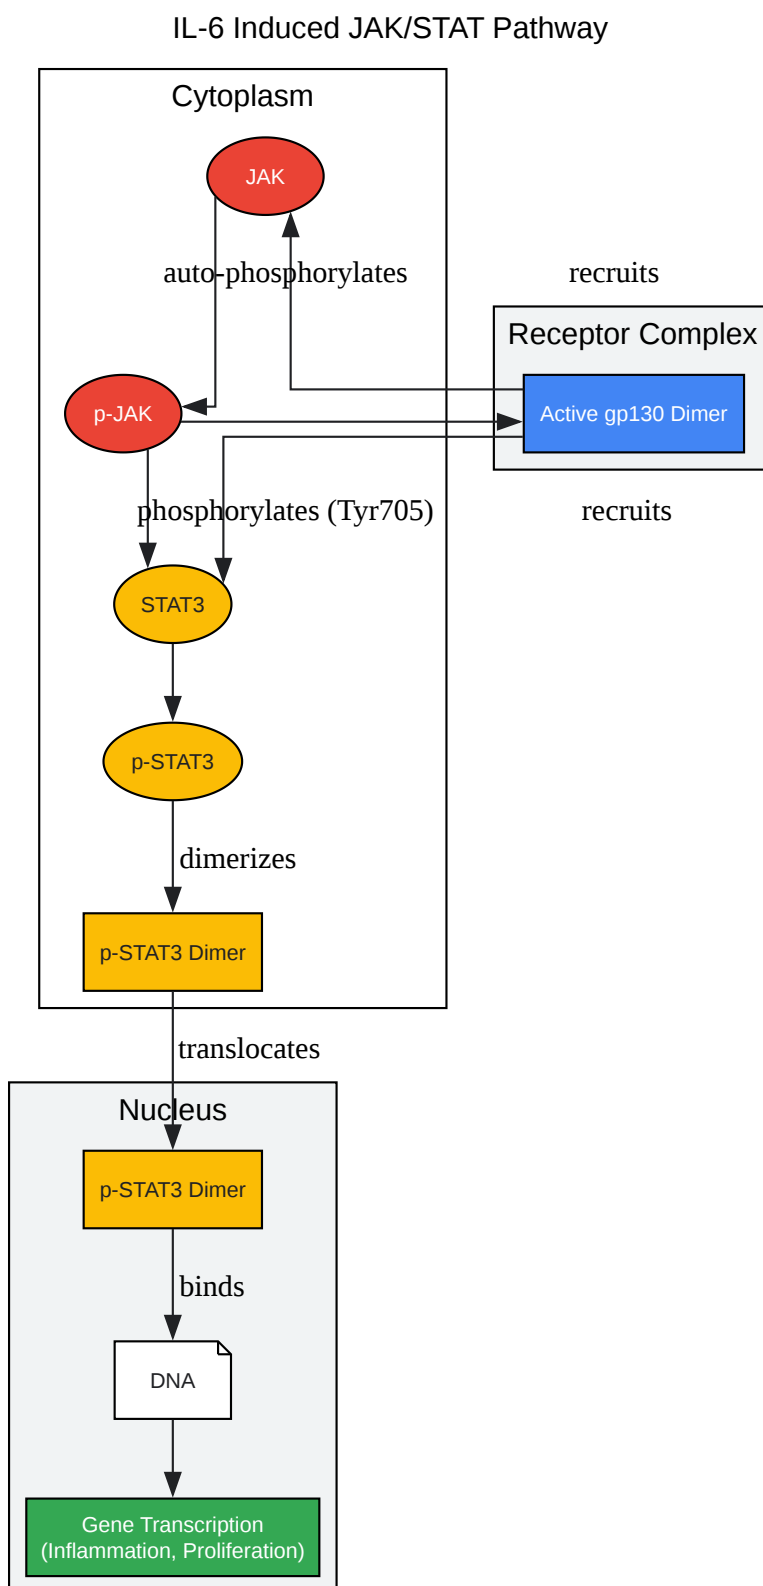 IL-6 Induced JAK/STAT Pathway
Cytoplasm
JAK
auto-phosphorylates
recruits
Receptor Complex
p-JAK
Active gp130 Dimer
phosphorylates (Tyr705)
recruits
STAT3
p-STAT3
dimerizes
p-STAT3 Dimer
translocates
Nucleus
p-STAT3 Dimer
binds
DNA
Gene Transcription
(Inflammation, Proliferation)